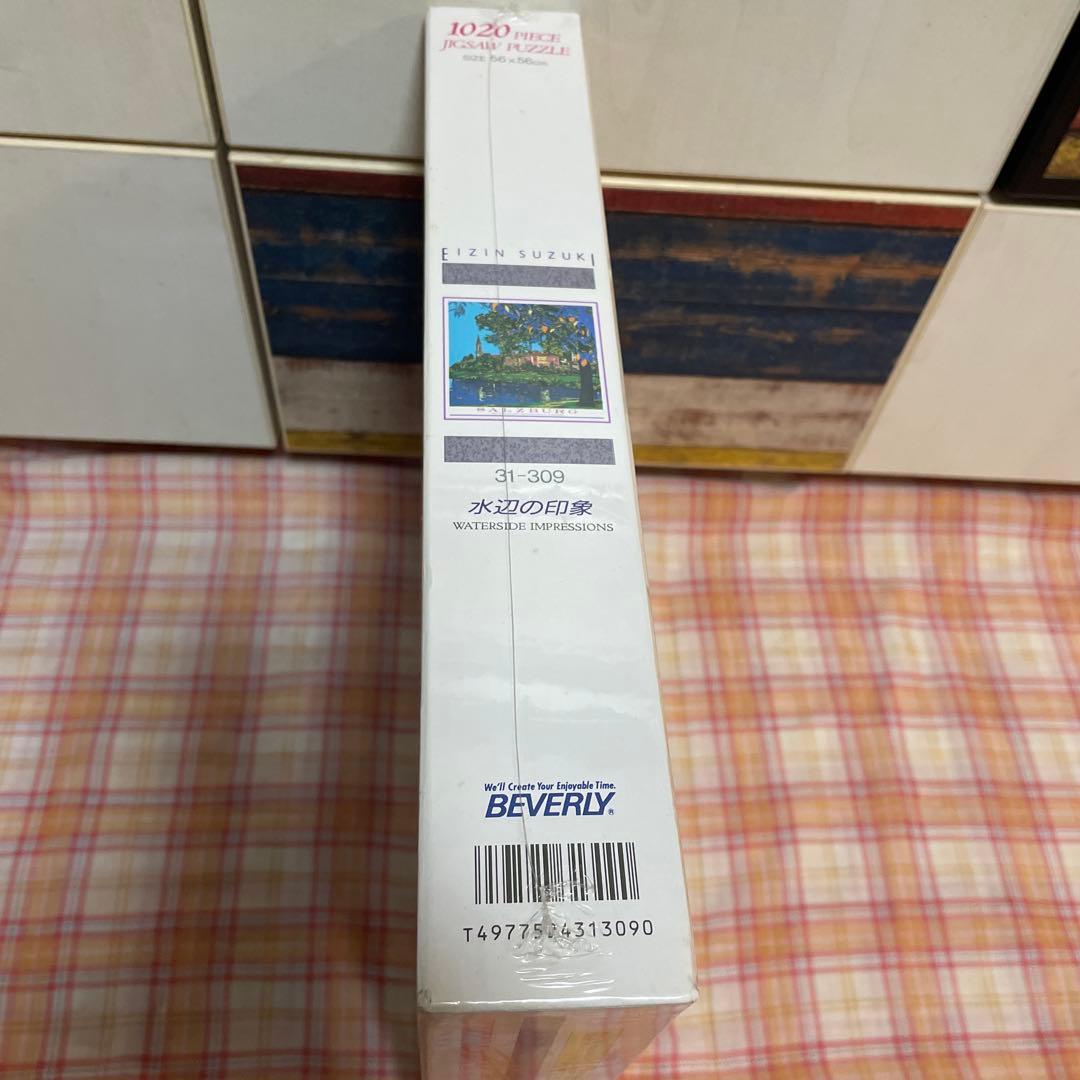 1020 PIECE
JIGSAW PUZZLE
SIZE 56×56cm
EIZIN SUZUKI
SALZBURG
31-309
水辺の印象
WATERSIDE IMPRESSIONS
We'll Create Your Enjoyable Time.
BEVERLY®
T4977524313090